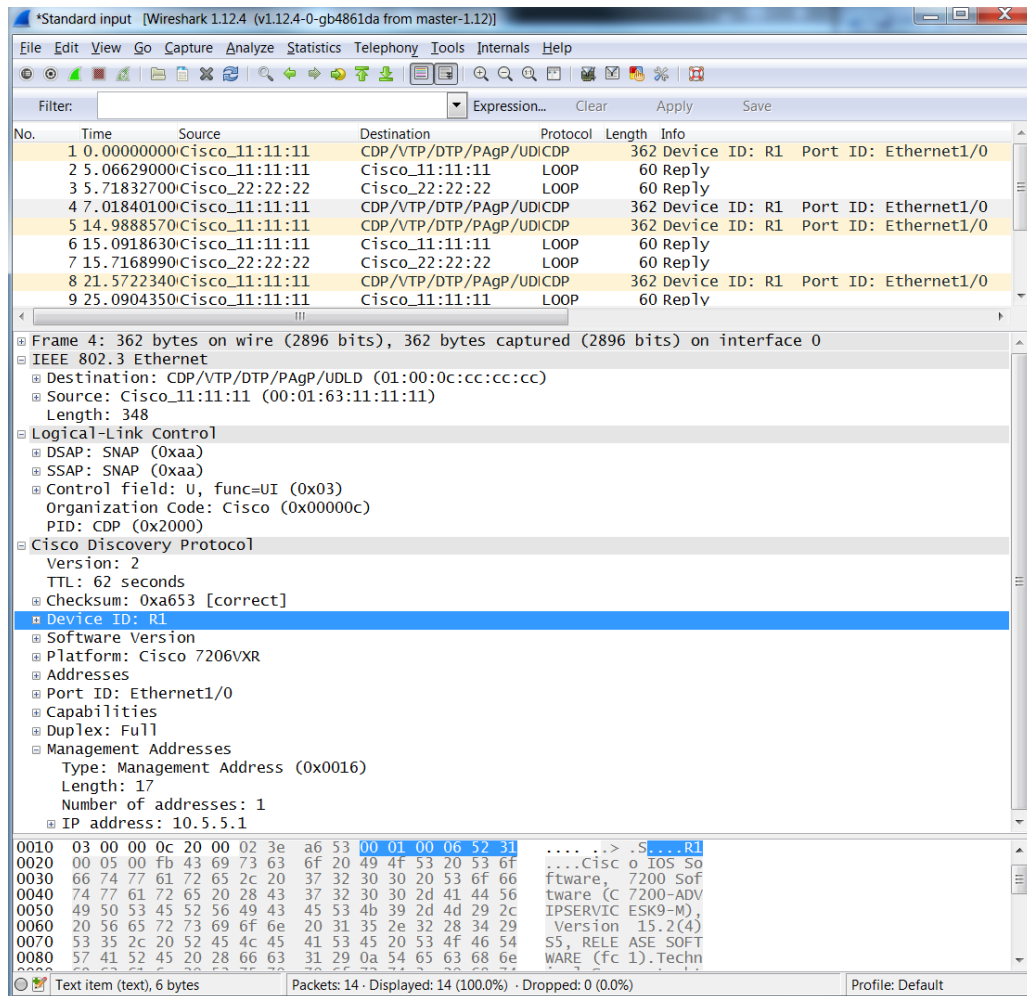 *Standard input [Wireshark 1.12.4 (v1.12.4-0-gb4861da from master-1.12)]
File Edit View Go Capture Analyze Statistics Telephony Tools Internals Help
Filter: Expression... Clear Apply Save
No. Time Source Destination Protocol Length Info
1 0.00000000 Cisco_11:11:11 CDP/VTP/DTP/PAgP/UDI CDP 362 Device ID: R1 Port ID: Ethernet1/0
2 5.06629000 Cisco_11:11:11 Cisco_11:11:11 LOOP 60 Reply
3 5.71832700 Cisco_22:22:22 Cisco_22:22:22 LOOP 60 Reply
4 7.01840100 Cisco_11:11:11 CDP/VTP/DTP/PAgP/UDI CDP 362 Device ID: R1 Port ID: Ethernet1/0
5 14.9888570 Cisco_11:11:11 CDP/VTP/DTP/PAgP/UDI CDP 362 Device ID: R1 Port ID: Ethernet1/0
6 15.0918630 Cisco_11:11:11 Cisco_11:11:11 LOOP 60 Reply
7 15.7168990 Cisco_22:22:22 Cisco_22:22:22 LOOP 60 Reply
8 21.5722340 Cisco_11:11:11 CDP/VTP/DTP/PAgP/UDI CDP 362 Device ID: R1 Port ID: Ethernet1/0
9 25.0904350 Cisco_11:11:11 Cisco_11:11:11 LOOP 60 Reply
Frame 4: 362 bytes on wire (2896 bits), 362 bytes captured (2896 bits) on interface 0
IEEE 802.3 Ethernet
Destination: CDP/VTP/DTP/PAgP/UDLD (01:00:0c:cc:cc:cc)
Source: Cisco_11:11:11 (00:01:63:11:11:11)
Length: 348
Logical-Link Control
DSAP: SNAP (0xaa)
SSAP: SNAP (0xaa)
Control field: U, func=UI (0x03)
Organization Code: Cisco (0x00000c)
PID: CDP (0x2000)
Cisco Discovery Protocol
Version: 2
TTL: 62 seconds
Checksum: 0xa653 [correct]
Device ID: R1
Software Version
Platform: Cisco 7206VXR
Addresses
Port ID: Ethernet1/0
Capabilities
Duplex: Full
Management Addresses
Type: Management Address (0x0016)
Length: 17
Number of addresses: 1
IP address: 10.5.5.1
0010 03 00 00 0c 20 00 02 3e a6 53 00 01 00 06 52 31 .... ..> .S....R1
0020 00 05 00 fb 43 69 73 63 6f 20 49 4f 53 20 53 6f ....Cisc o IOS So
0030 66 74 77 61 72 65 2c 20 37 32 30 30 20 53 6f 66 ftware, 7200 Sof
0040 74 77 61 72 65 20 28 43 37 32 30 30 2d 41 44 56 tware (C 7200-ADV
0050 49 50 53 45 52 56 49 43 45 53 4b 39 2d 4d 29 2c IPSERVIC ESK9-M),
0060 20 56 65 72 73 69 6f 6e 20 31 35 2e 32 28 34 29 Version 15.2(4)
0070 53 35 2c 20 52 45 4c 45 41 53 45 20 53 4f 46 54 S5, RELE ASE SOFT
0080 57 41 52 45 20 28 66 63 31 29 0a 54 65 63 68 6e WARE (fc 1).Techn
Text item (text), 6 bytes Packets: 14 · Displayed: 14 (100.0%) · Dropped: 0 (0.0%) Profile: Default